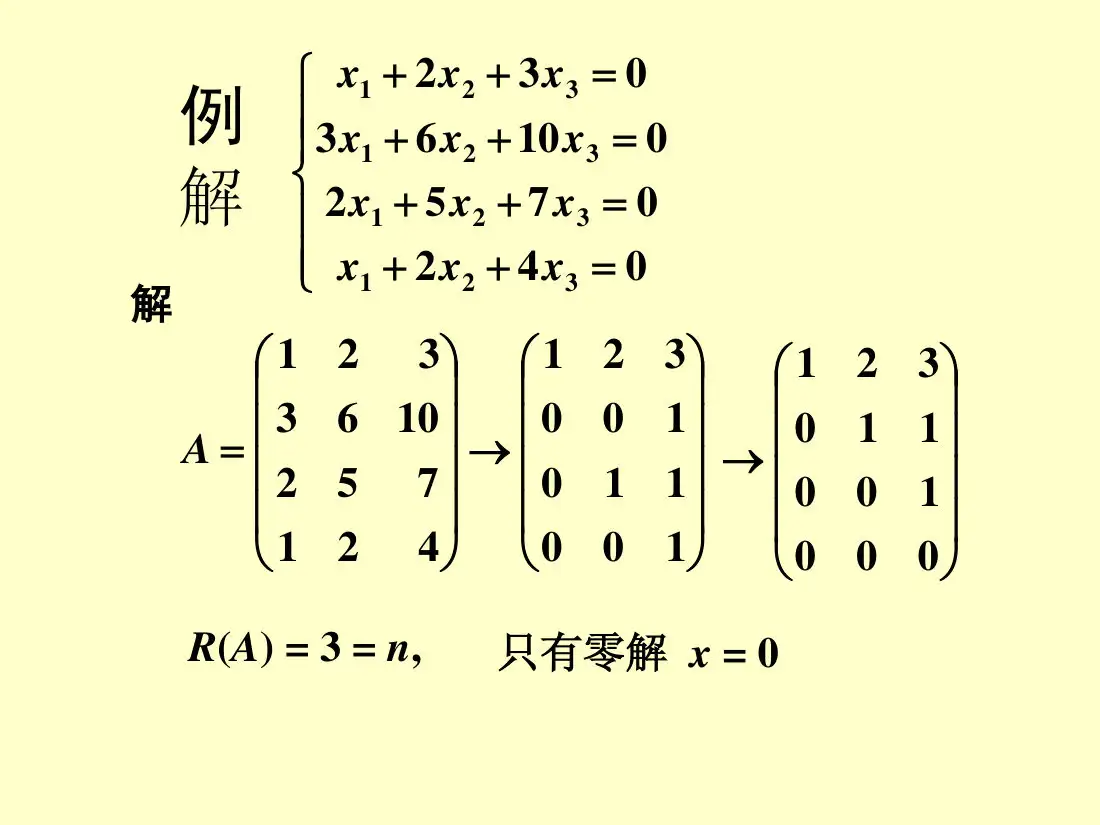 例
解
x₁ + 2x₂ + 3x₃ = 0
3x₁ + 6x₂ + 10x₃ = 0
2x₁ + 5x₂ + 7x₃ = 0
x₁ + 2x₂ + 4x₃ = 0
解
A = ( 1 2 3 ) → ( 1 2 3 ) → ( 1 2 3 )
( 3 6 10 ) ( 0 0 1 ) ( 0 1 1 )
( 2 5 7 ) ( 0 1 1 ) ( 0 0 1 )
( 1 2 4 ) ( 0 0 1 ) ( 0 0 0 )
R(A) = 3 = n, 只有零解 x = 0